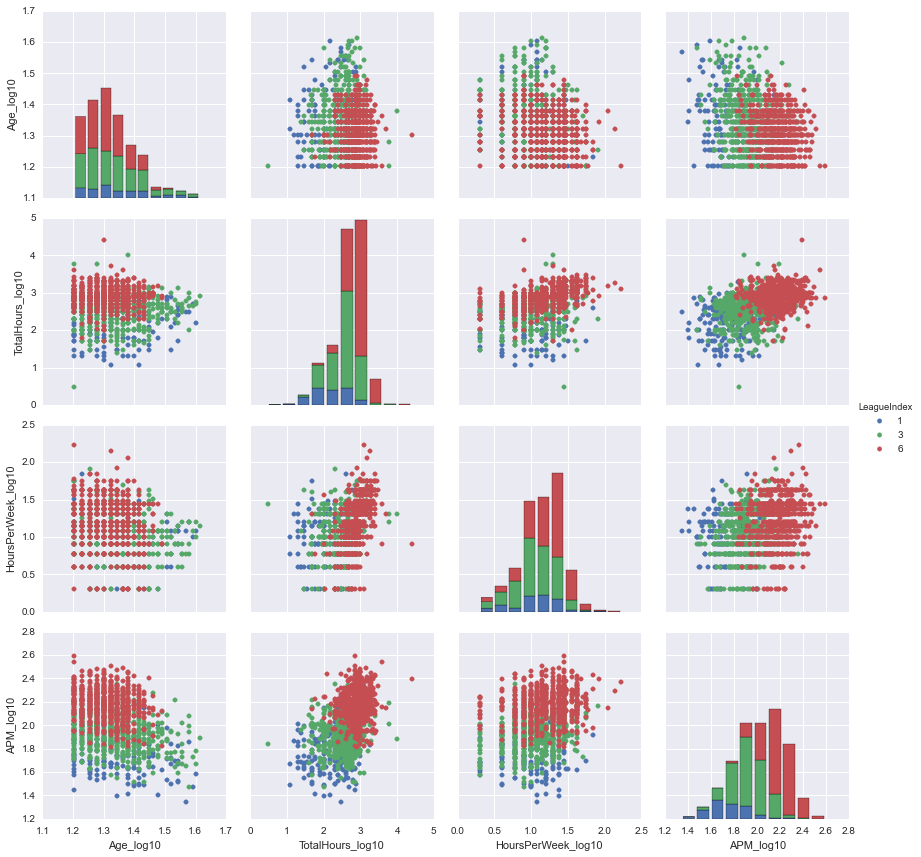 1.7
1.6
1.5
1.4
1.3
1.2
1.1
Age_log10
5
4
3
2
1
0
TotalHours_log10
2.5
2.0
1.5
1.0
0.5
0.0
HoursPerWeek_log10
LeagueIndex
1
3
6
2.8
2.6
2.4
2.2
2.0
1.8
1.6
1.4
1.2
APM_log10
1.1 1.2 1.3 1.4 1.5 1.6 1.7
0 1 2 3 4 5
0.0 0.5 1.0 1.5 2.0 2.5
1.2 1.4 1.6 1.8 2.0 2.2 2.4 2.6 2.8
Age_log10
TotalHours_log10
HoursPerWeek_log10
APM_log10